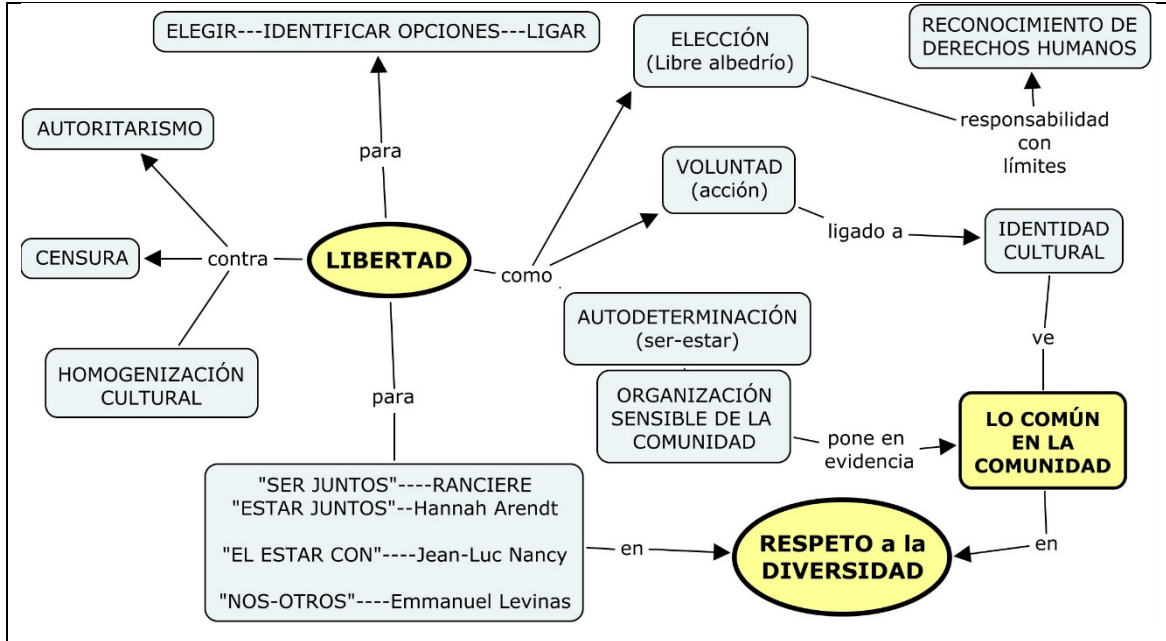 ELEGIR---IDENTIFICAR OPCIONES---LIGAR
ELECCIÓN
(Libre albedrío)
RECONOCIMIENTO DE
DERECHOS HUMANOS
AUTORITARISMO
para
responsabilidad
con
límites
VOLUNTAD
(acción)
CENSURA
contra
LIBERTAD
como
ligado a
IDENTIDAD
CULTURAL
AUTODETERMINACIÓN
(ser-estar)
ve
HOMOGENIZACIÓN
CULTURAL
para
ORGANIZACIÓN
SENSIBLE DE LA
COMUNIDAD
pone en
evidencia
LO COMÚN
EN LA
COMUNIDAD
"SER JUNTOS"----RANCIERE
"ESTAR JUNTOS"--Hannah Arendt
"EL ESTAR CON"----Jean-Luc Nancy
"NOS-OTROS"----Emmanuel Levinas
en
RESPETO a la
DIVERSIDAD
en